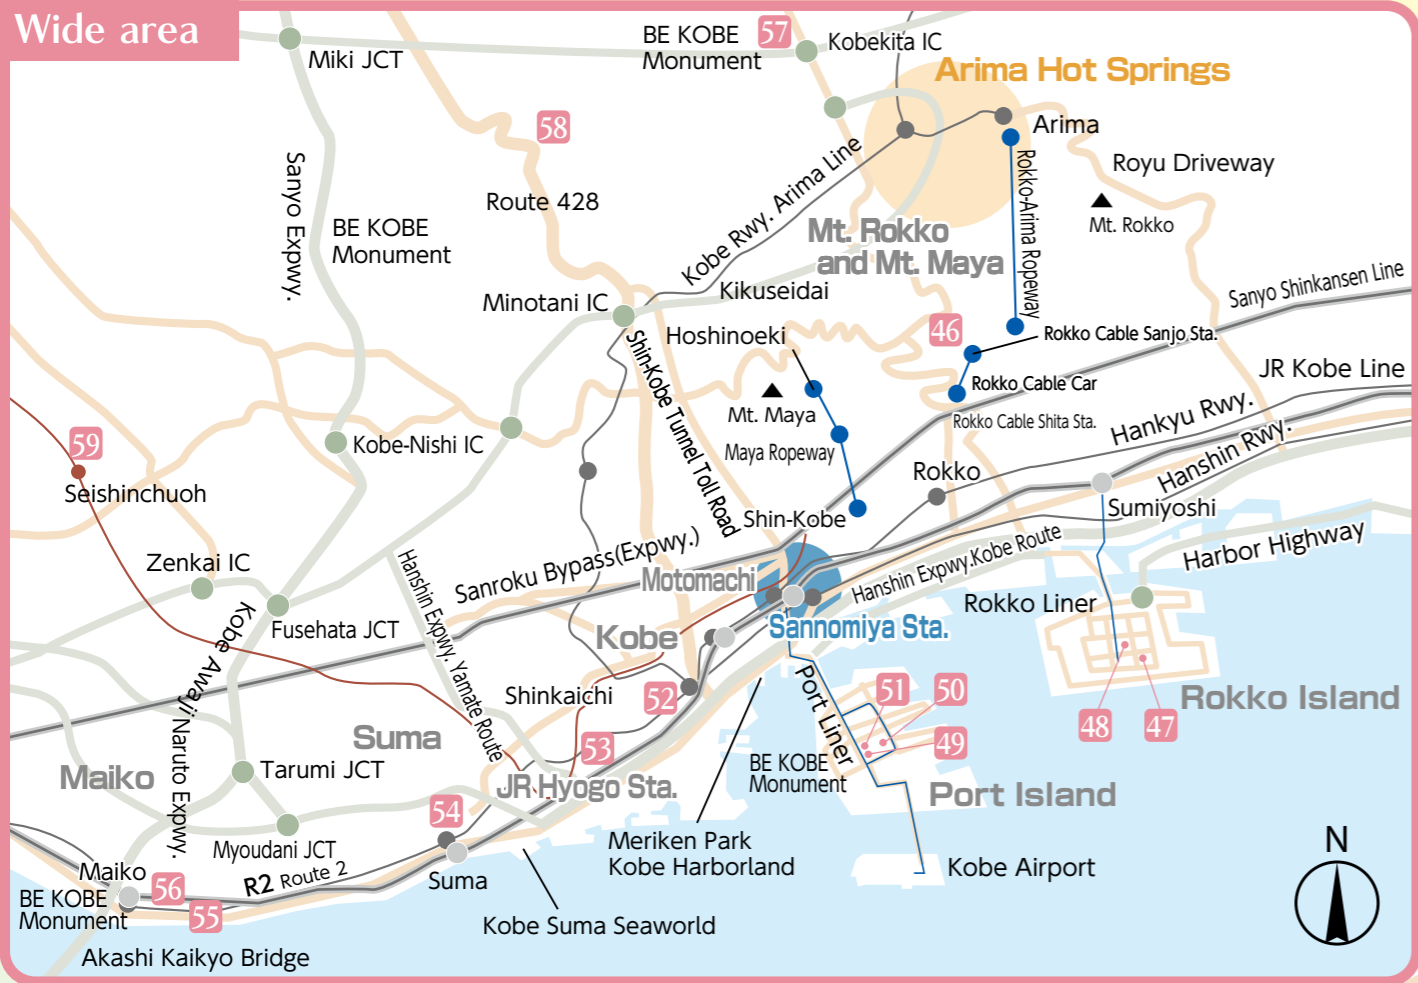 Wide area
Miki JCT
BE KOBE
Monument
57
Kobekita IC
Arima Hot Springs
58
Arima
Sanyo Expwy.
Route 428
Kobe Rwy. Arima Line
Rokko-Arima Ropeway
Royu Driveway
Mt. Rokko
BE KOBE
Monument
Mt. Rokko
and Mt. Maya
Minotani IC
Kikuseidai
Sanyo Shinkansen Line
Hoshinoeki
46
Rokko Cable Sanjo Sta.
Shin-Kobe Tunnel Toll Road
JR Kobe Line
Rokko Cable Car
Mt. Maya
Rokko Cable Shita Sta.
59
Kobe-Nishi IC
Maya Ropeway
Hankyu Rwy.
Hanshin Rwy.
Seishinchuoh
Rokko
Shin-Kobe
Sumiyoshi
Zenkai IC
Sanroku Bypass(Expwy.)
Motomachi
Hanshin Expwy.Kobe Route
Harbor Highway
Hanshin Expwy. Yamate Route
Rokko Liner
Kobe Awaji Naruto Expwy.
Fusehata JCT
Kobe
Sannomiya Sta.
Shinkaichi
52
Port Liner
51
50
49
Rokko Island
48
47
Suma
53
Maiko
Tarumi JCT
JR Hyogo Sta.
BE KOBE
Monument
Port Island
54
Myoudani JCT
Meriken Park
Kobe Harborland
Maiko
R2 Route 2
Suma
Kobe Airport
N
56
BE KOBE
Monument
55
Kobe Suma Seaworld
Akashi Kaikyo Bridge